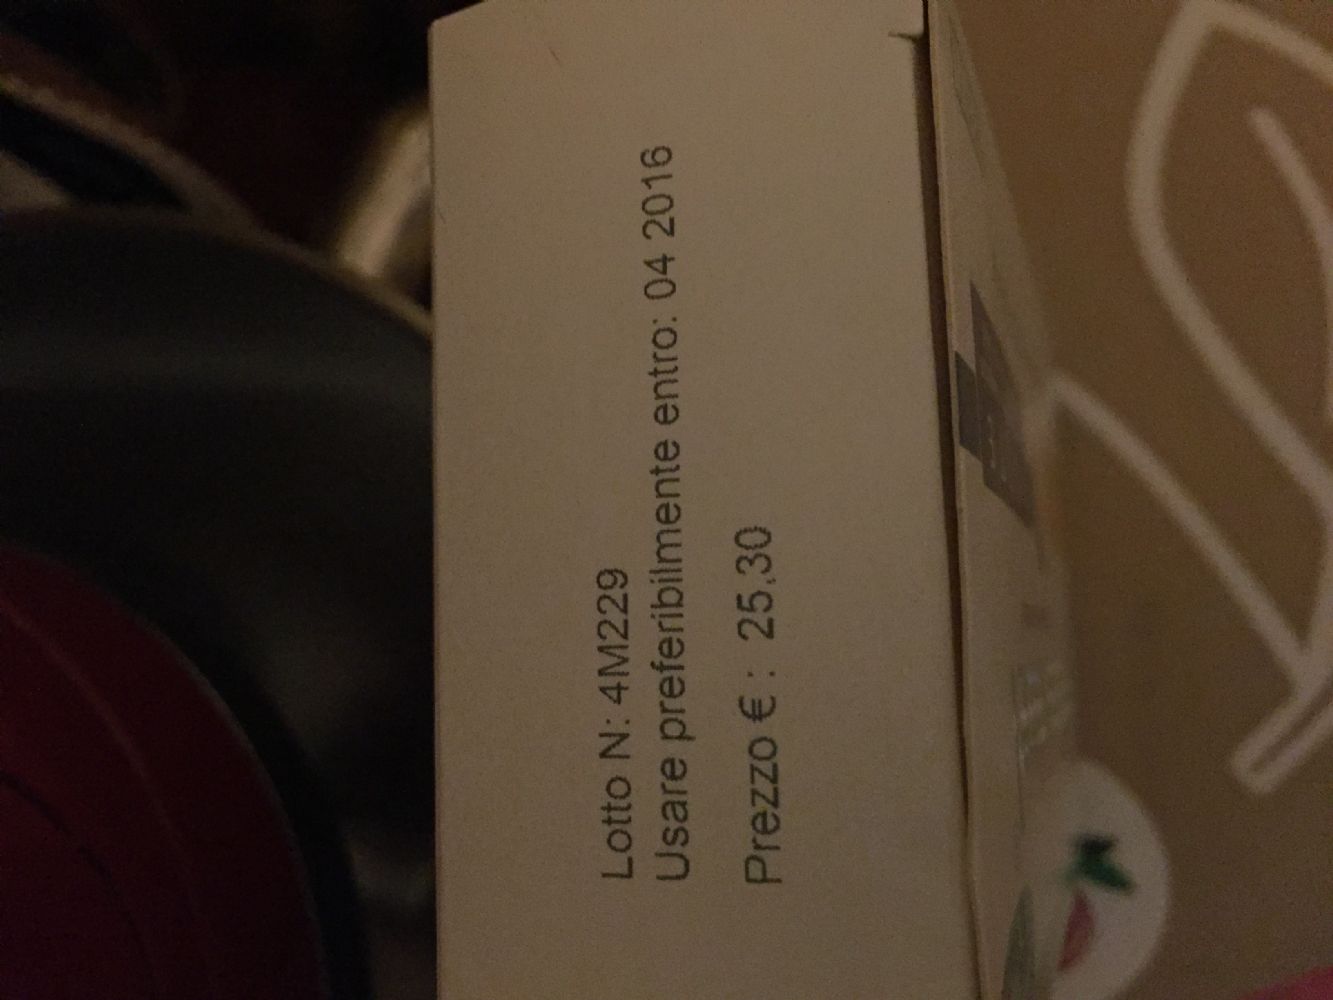 Lotto N: 4M229
Usare preferibilmente entro: 04 2016
Prezzo € : 25.30